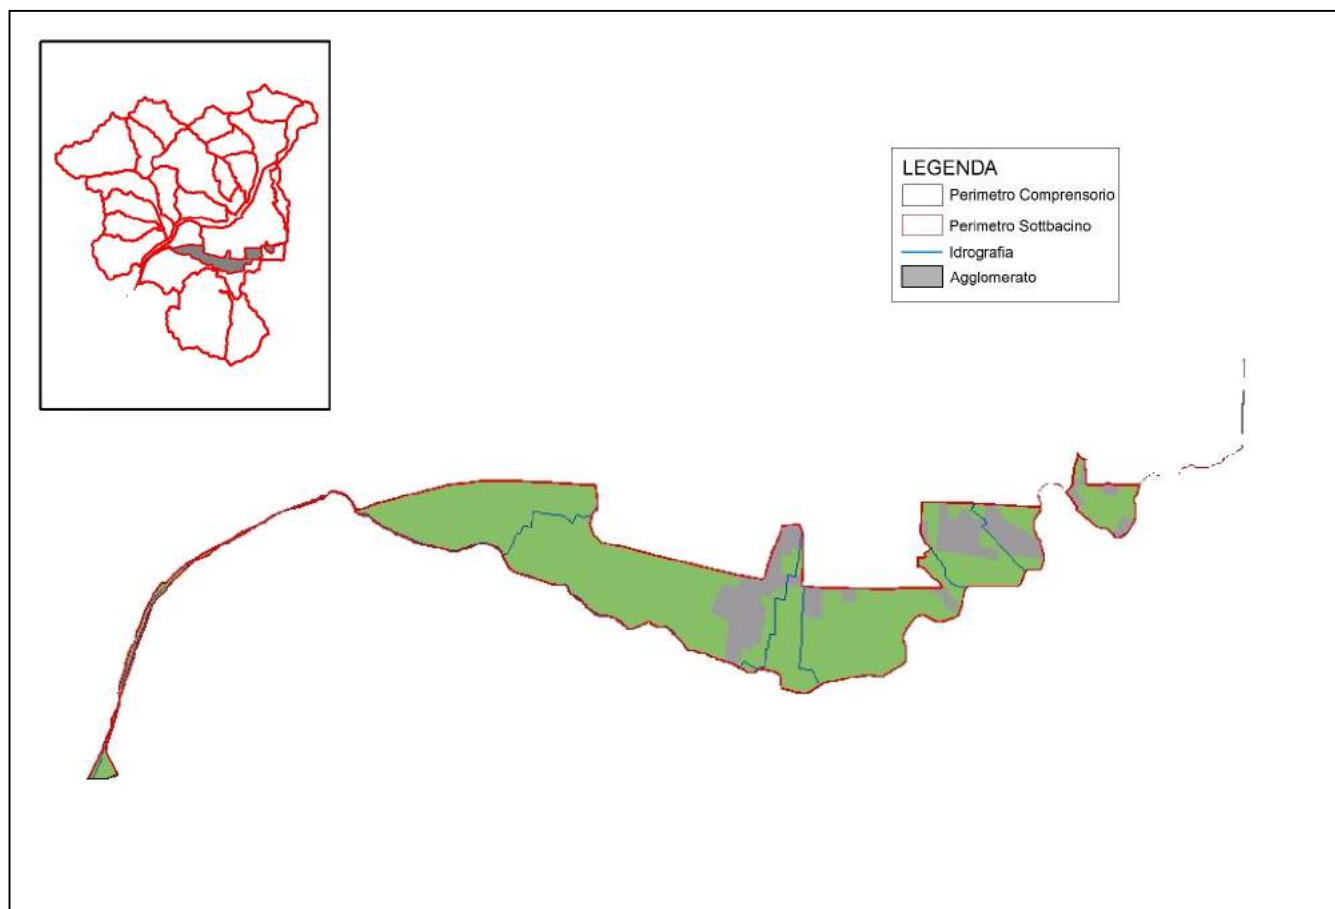 LEGENDA
Perimetro Comprensorio
Perimetro Sottbacino
Idrografia
Agglomerato